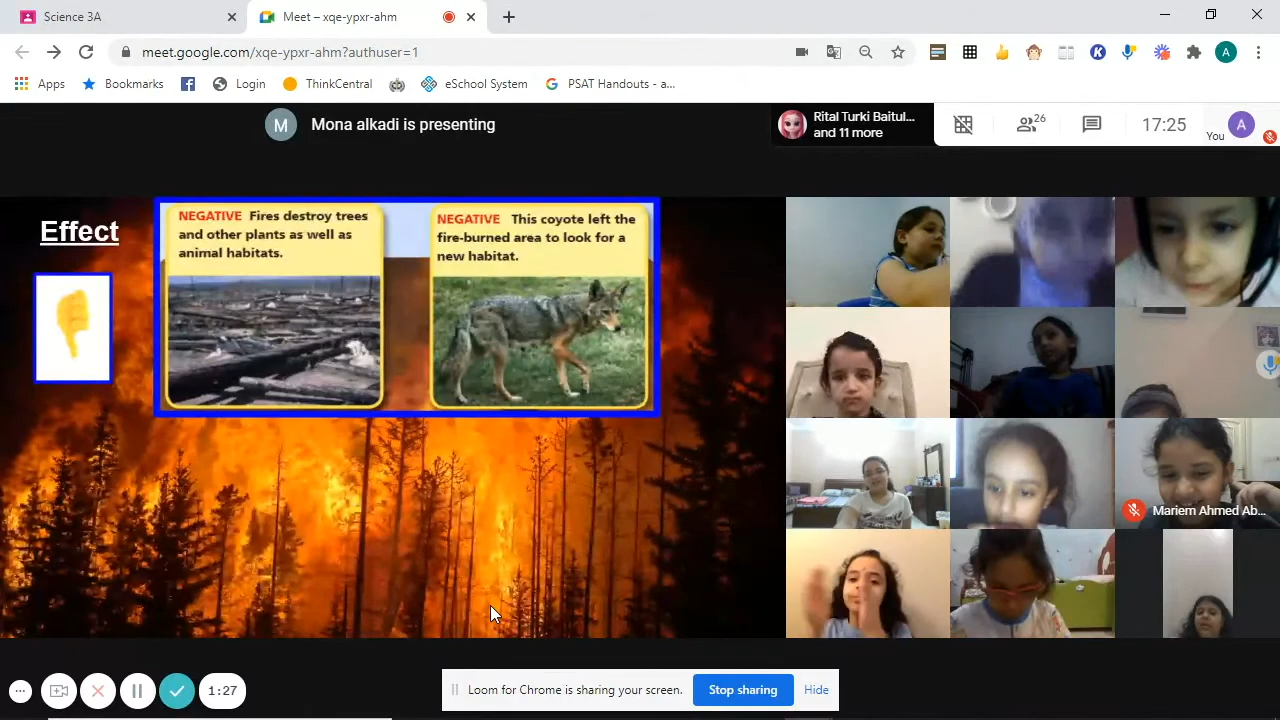 Science 3A
Meet – xqe-ypxr-ahm
meet.google.com/xqe-ypxr-ahm?authuser=1
Apps
Bookmarks
Login
ThinkCentral
eSchool System
PSAT Handouts - a...
M
Mona alkadi is presenting
Rital Turki Baitul...
and 11 more
26
17:25
You
A
Effect
NEGATIVE Fires destroy trees
and other plants as well as
animal habitats.
NEGATIVE This coyote left the
fire-burned area to look for a
new habitat.
Mariem Ahmed Ab...
1:27
Loom for Chrome is sharing your screen.
Stop sharing
Hide